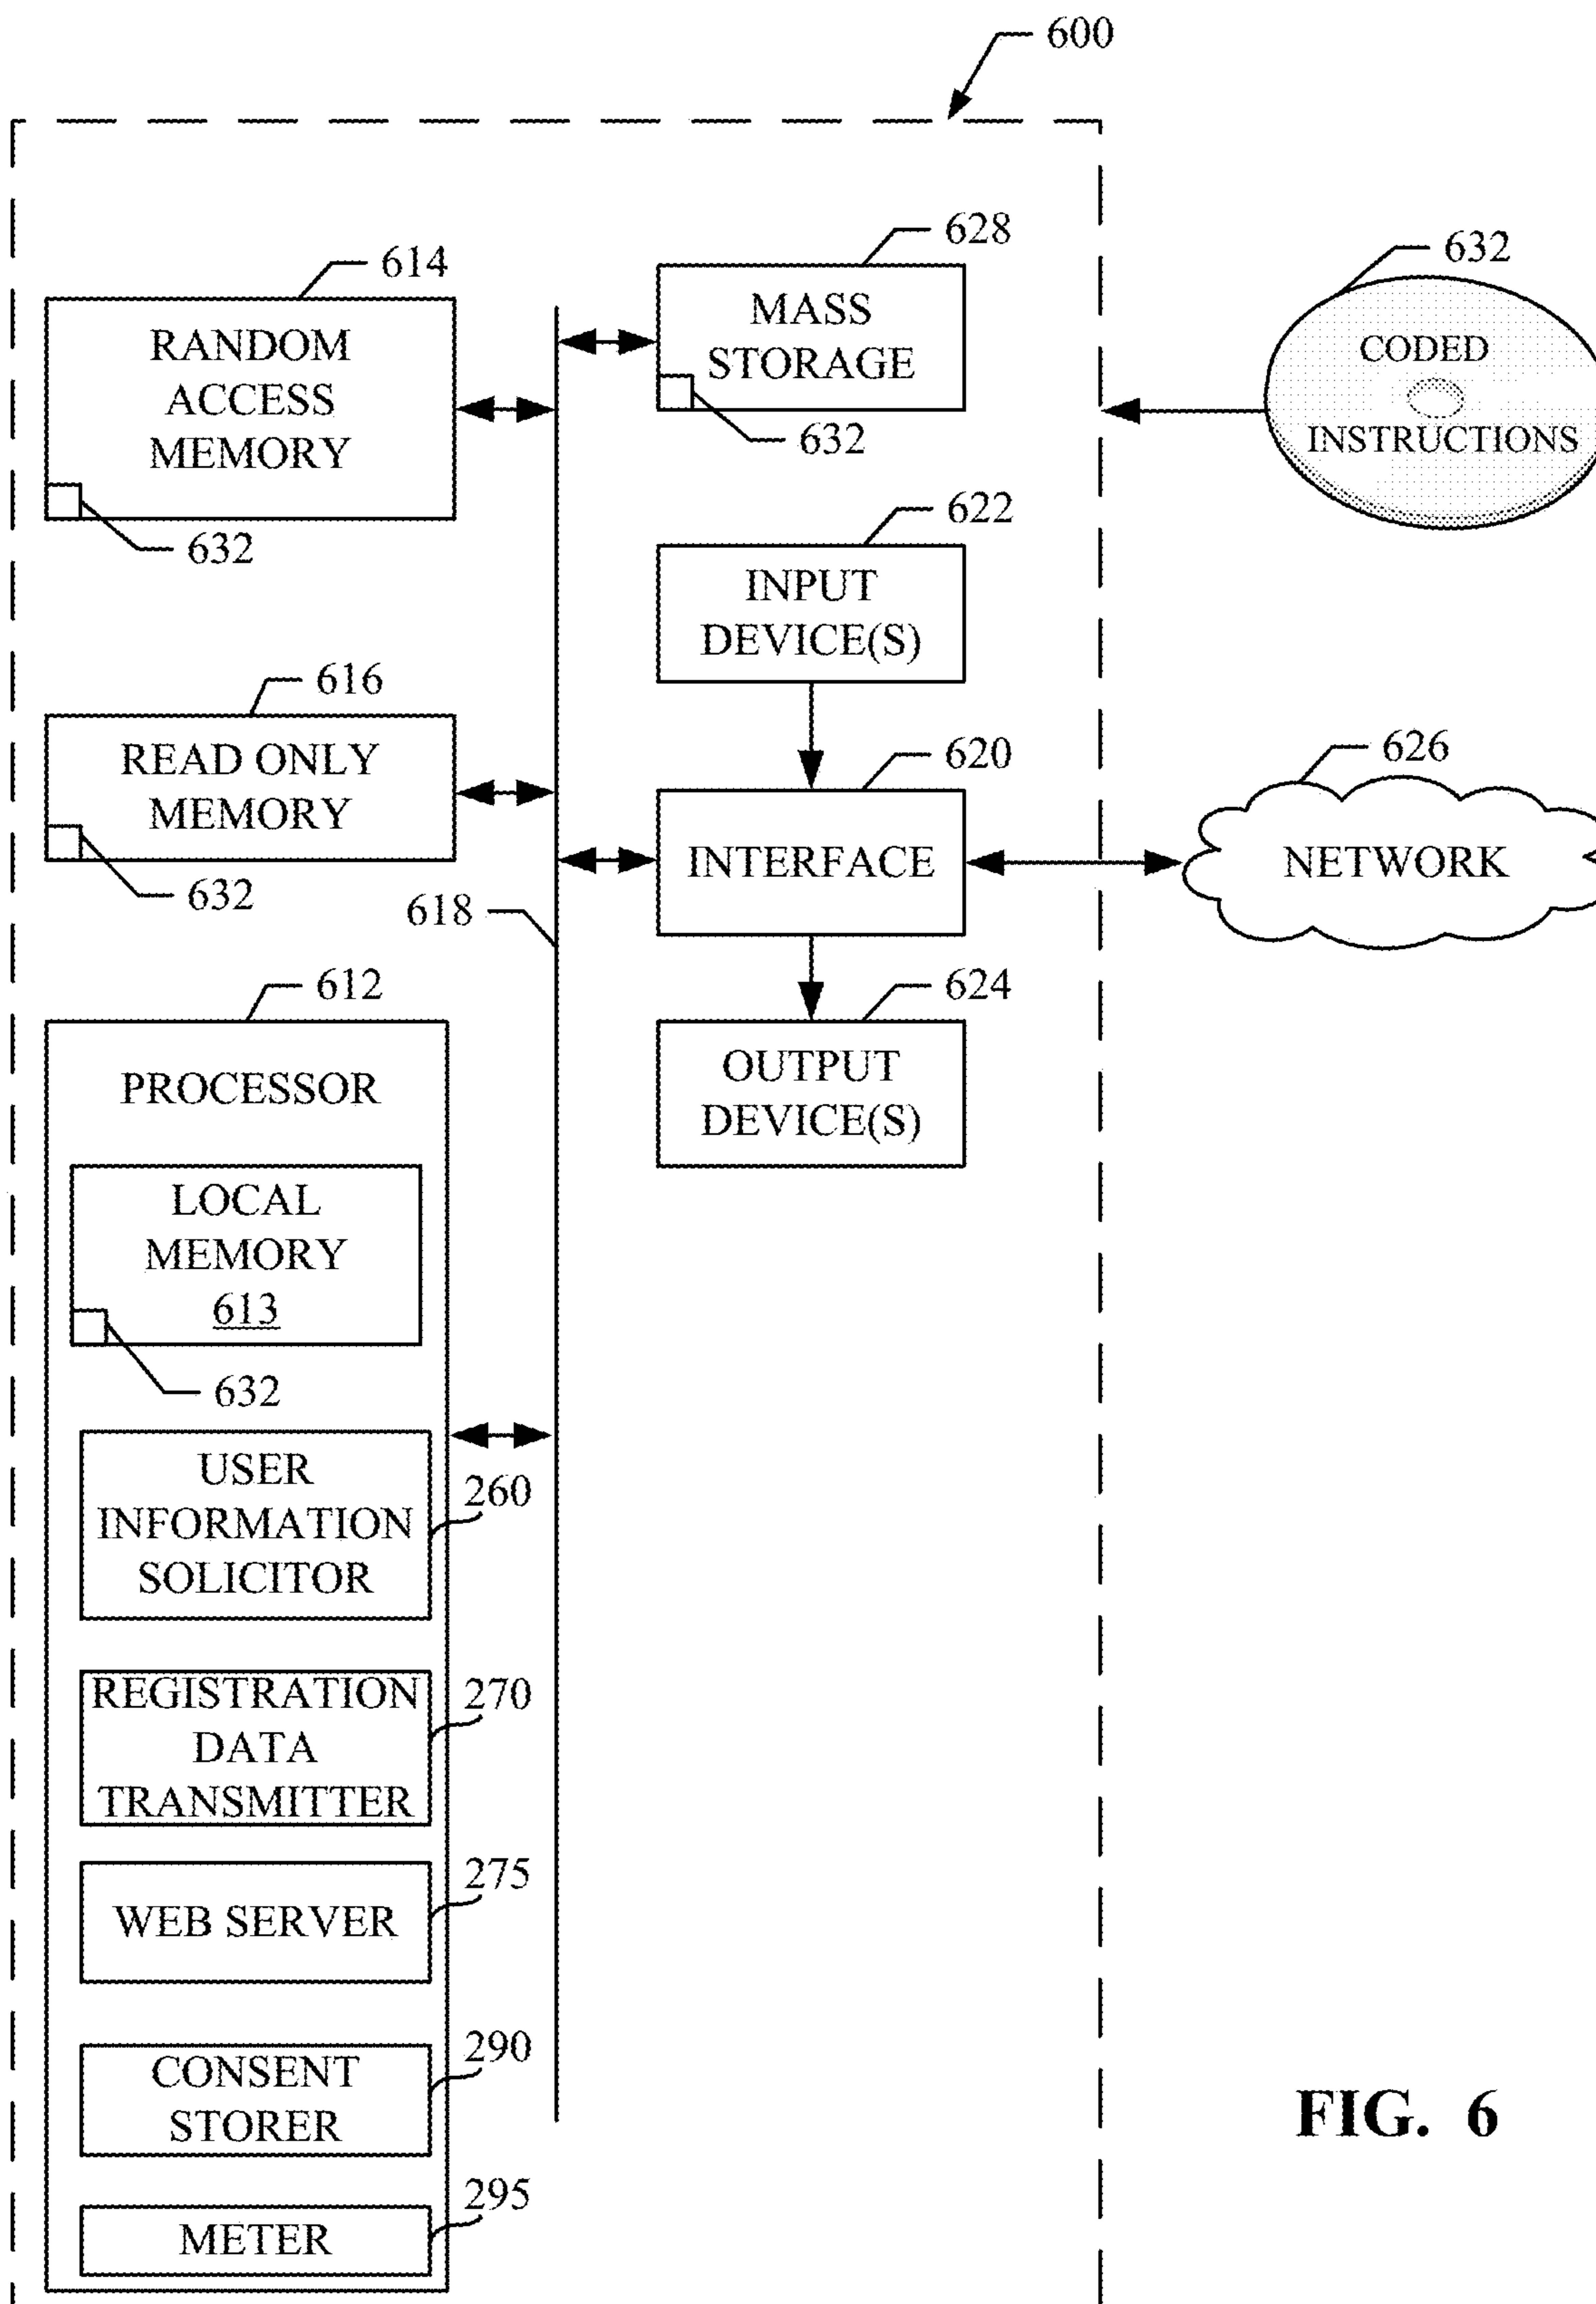 600
614
RANDOM
ACCESS
MEMORY
632
628
MASS
STORAGE
632
632
CODED
INSTRUCTIONS
622
INPUT
DEVICE(S)
616
READ ONLY
MEMORY
632
620
INTERFACE
626
NETWORK
618
612
PROCESSOR
LOCAL
MEMORY
613
632
624
OUTPUT
DEVICE(S)
USER
INFORMATION
SOLICITOR
260
REGISTRATION
DATA
TRANSMITTER
270
WEB SERVER
275
CONSENT
STORER
290
METER
295
FIG. 6